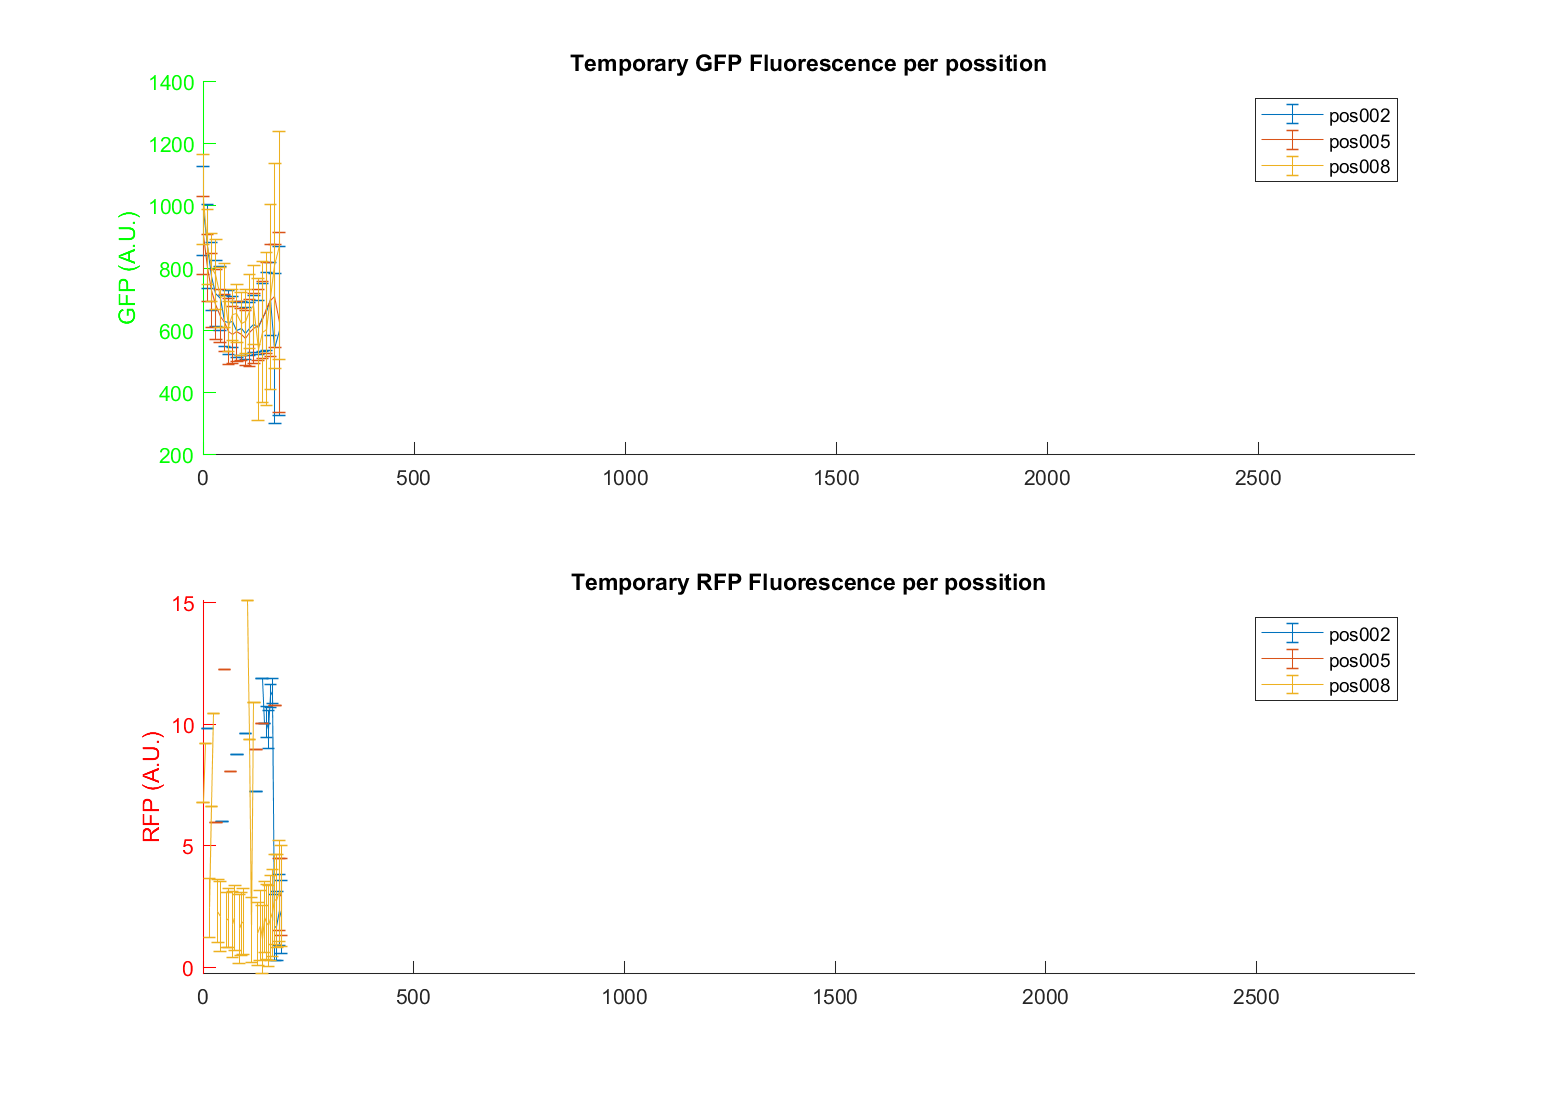 Temporary GFP Fluorescence per possition
GFP (A.U.)
1400
1200
1000
800
600
400
200
0 500 1000 1500 2000 2500
pos002
pos005
pos008
Temporary RFP Fluorescence per possition
RFP (A.U.)
15
10
5
0
0 500 1000 1500 2000 2500
pos002
pos005
pos008